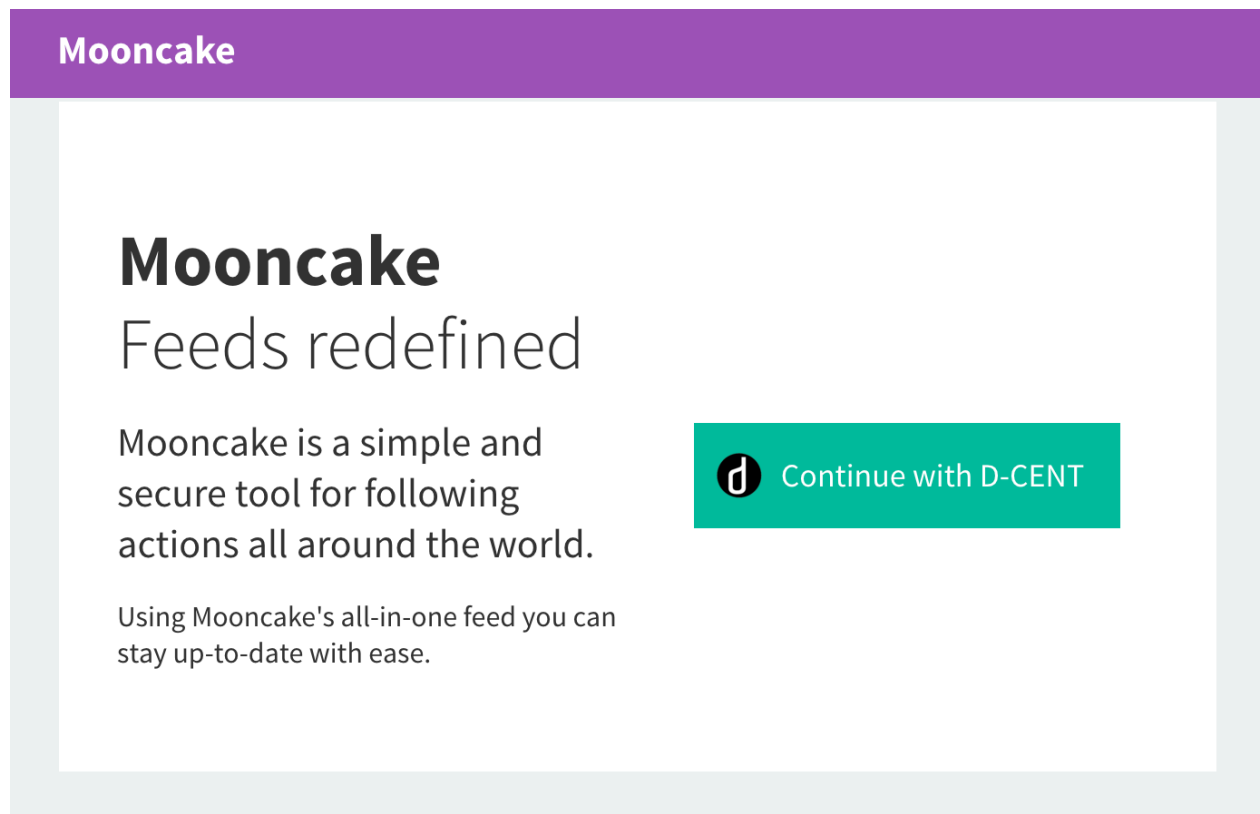 Mooncake
Mooncake
Feeds redefined
Mooncake is a simple and
secure tool for following
actions all around the world.
Using Mooncake's all-in-one feed you can
stay up-to-date with ease.
Continue with D-CENT